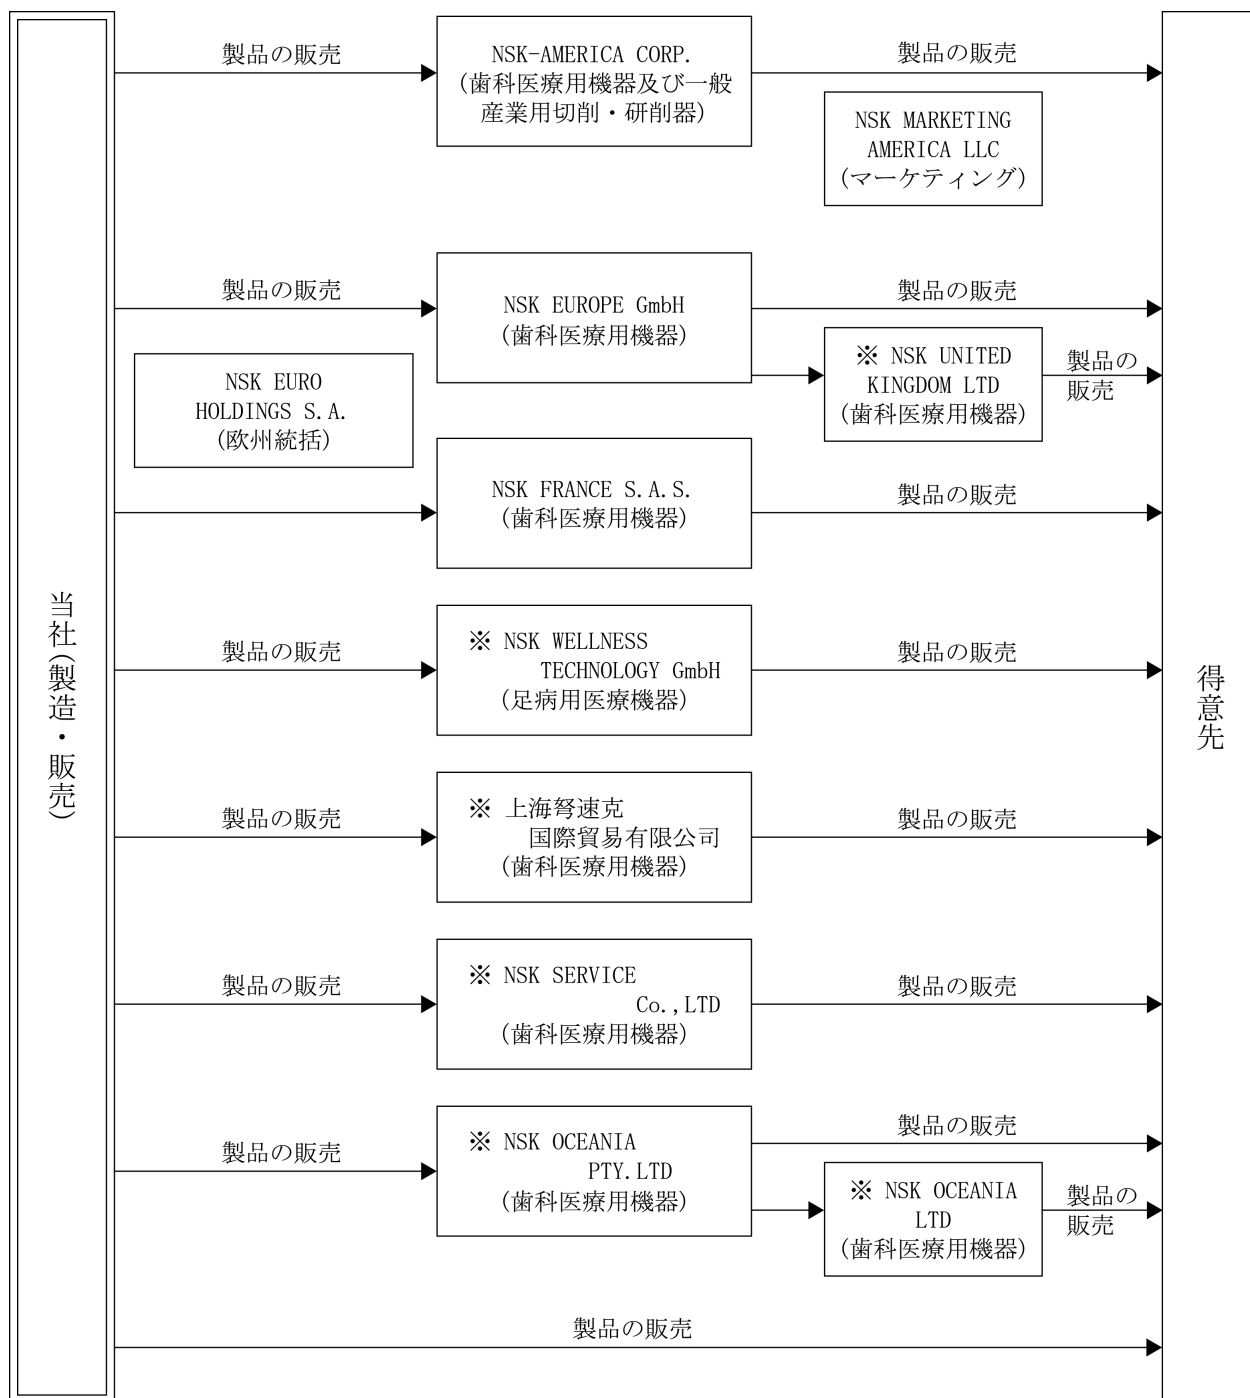 当社(製造・販売)
製品の販売
NSK-AMERICA CORP.
(歯科医療用機器及び一般
産業用切削・研削器)
製品の販売
NSK MARKETING
AMERICA LLC
(マーケティング)
製品の販売
NSK EUROPE GmbH
(歯科医療用機器)
製品の販売
※ NSK UNITED
KINGDOM LTD
(歯科医療用機器)
製品の
販売
NSK EURO
HOLDINGS S.A.
(欧州統括)
NSK FRANCE S.A.S.
(歯科医療用機器)
製品の販売
製品の販売
※ NSK WELLNESS
TECHNOLOGY GmbH
(足病用医療機器)
製品の販売
製品の販売
※ 上海弩速克
国際貿易有限公司
(歯科医療用機器)
製品の販売
製品の販売
※ NSK SERVICE
Co.,LTD
(歯科医療用機器)
製品の販売
製品の販売
※ NSK OCEANIA
PTY.LTD
(歯科医療用機器)
製品の販売
※ NSK OCEANIA
LTD
(歯科医療用機器)
製品の
販売
製品の販売
得意先